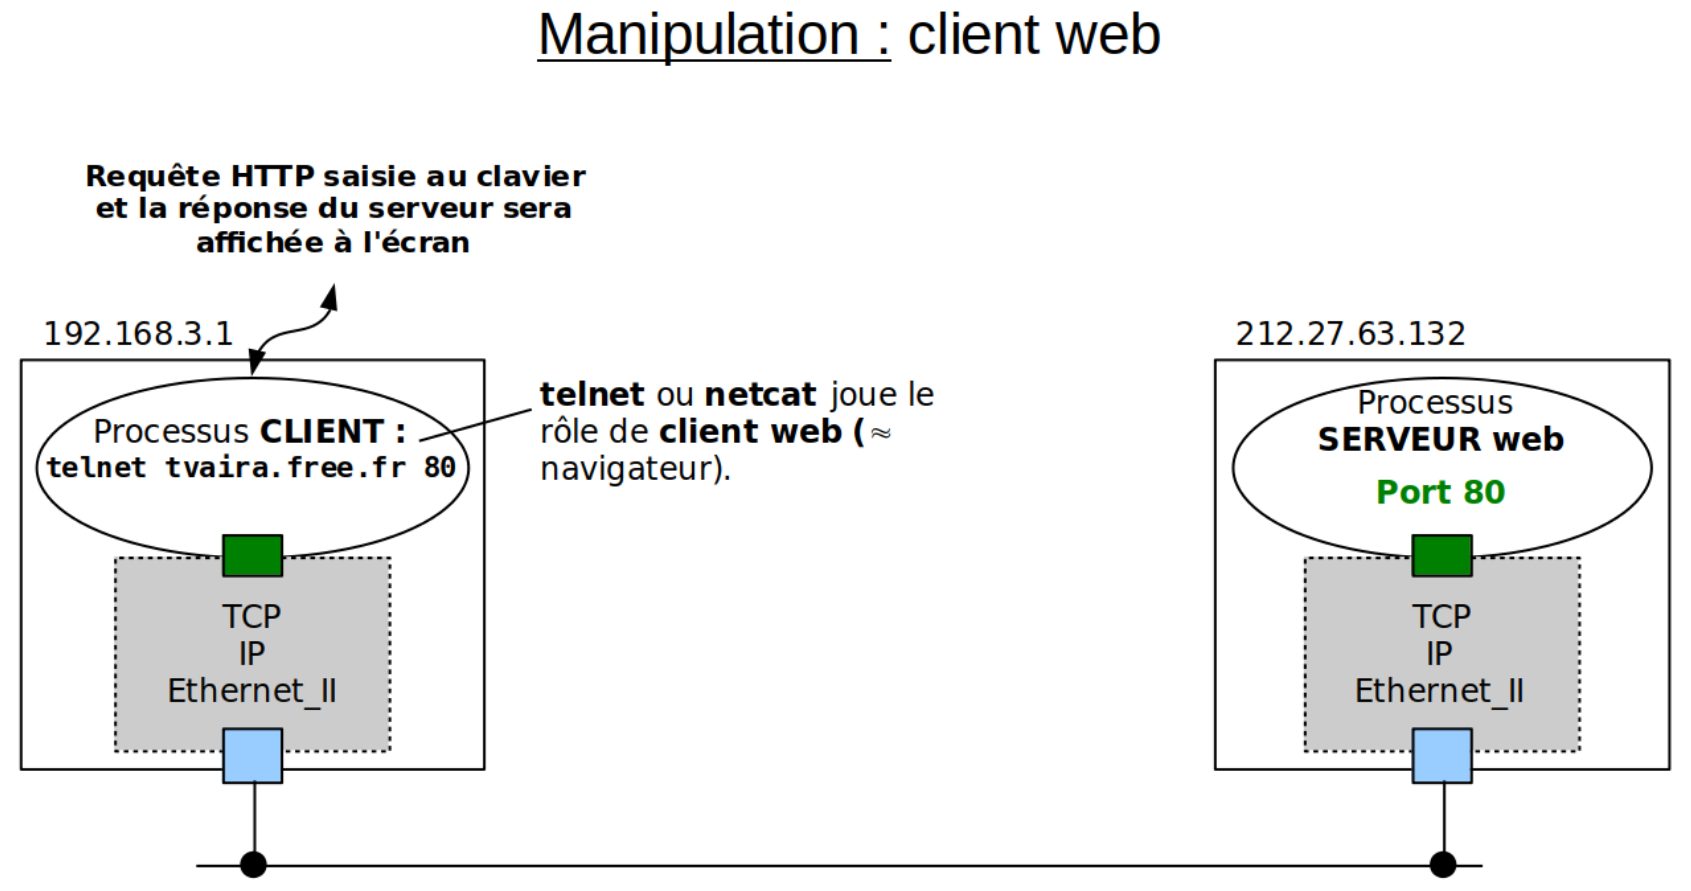 Manipulation : client web
Requête HTTP saisie au clavier
et la réponse du serveur sera
affichée à l'écran
192.168.3.1
Processus CLIENT :
telnet tvaira.free.fr 80
telnet ou netcat joue le
rôle de client web (≈
navigateur).
TCP
IP
Ethernet_II
212.27.63.132
Processus
SERVEUR web
Port 80
TCP
IP
Ethernet_II